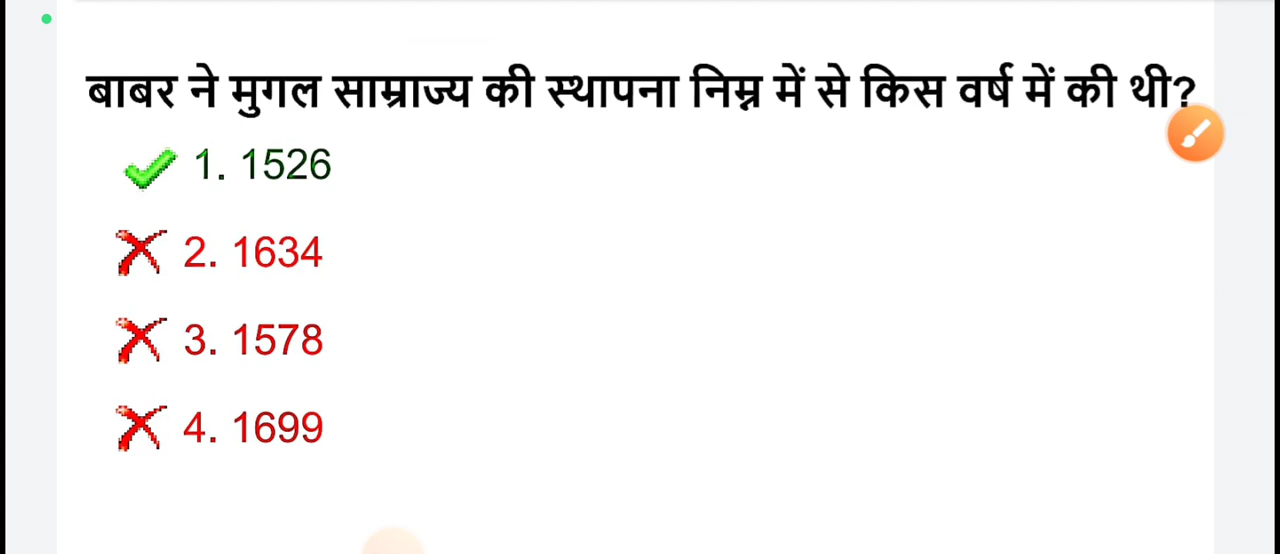 बाबर ने मुगल साम्राज्य की स्थापना निम्न में से किस वर्ष में की थी?
1. 1526
2. 1634
3. 1578
4. 1699